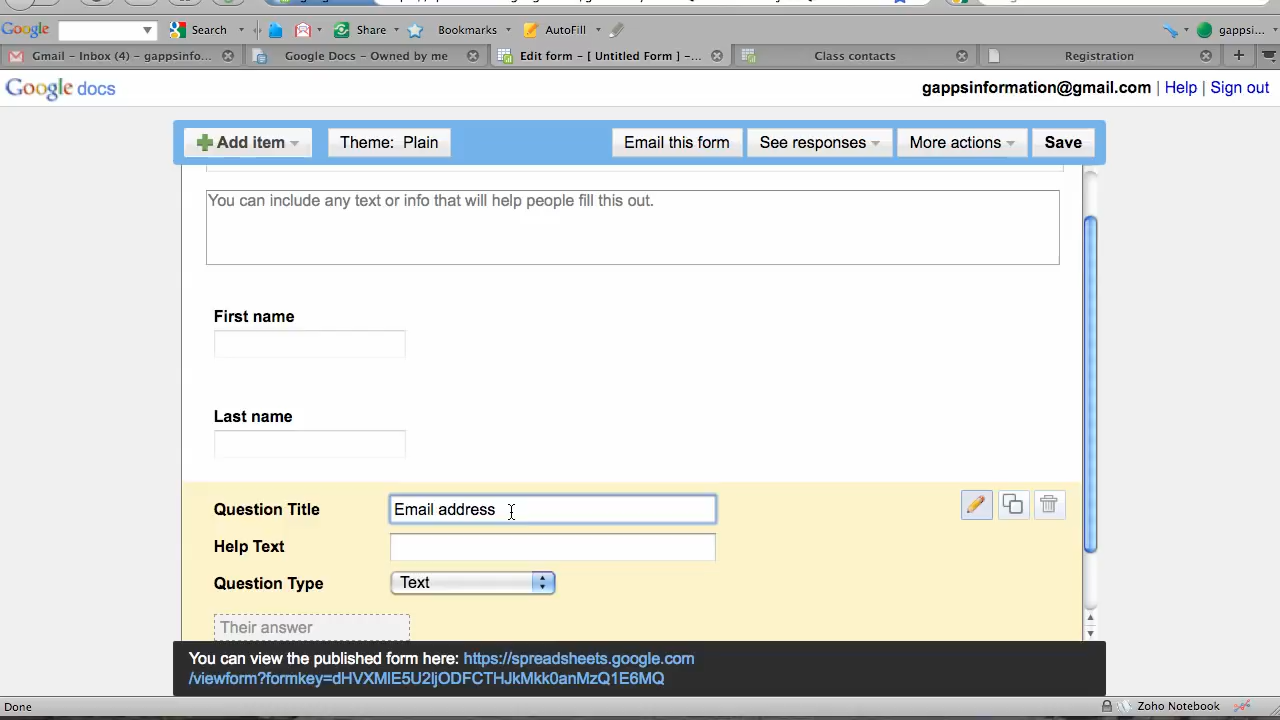 Google Search Share Bookmarks AutoFill gappsi...
Gmail - Inbox (4) - gappsinfo... Google Docs - Owned by me Edit form - [ Untitled Form ] -... Class contacts Registration
Google docs gappsinformation@gmail.com | Help | Sign out
Add item Theme: Plain Email this form See responses More actions Save
You can include any text or info that will help people fill this out.
First name
Last name
Question Title Email address
Help Text
Question Type Text
Their answer
You can view the published form here: https://spreadsheets.google.com
/viewform?formkey=dHVXMlE5U2ljODFCTHJkMkk0anMzQ1E6MQ
Done Zoho Notebook